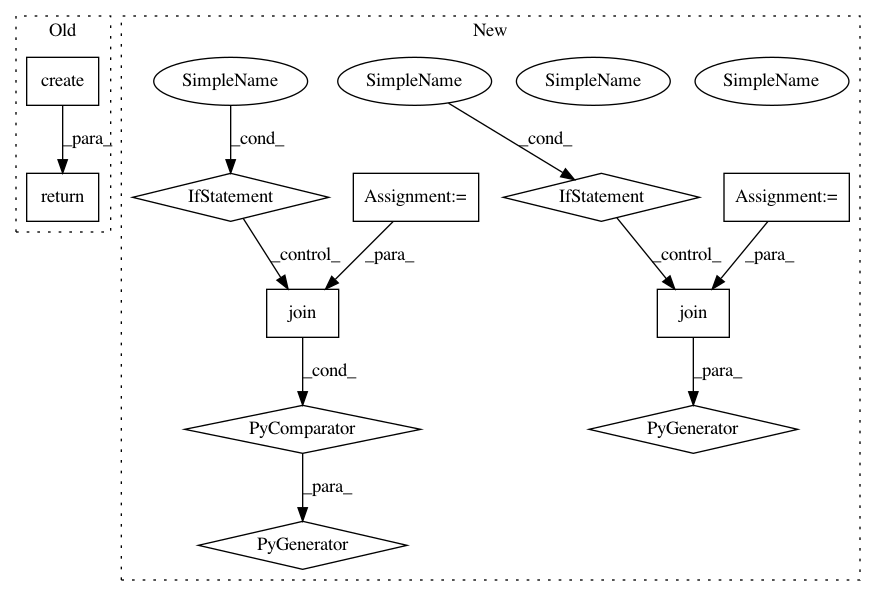 Old
New
create
SimpleName
SimpleName
SimpleName
SimpleName
_para_
_cond_
_cond_
return
IfStatement
Assignment:=
IfStatement
Assignment:=
_control_
_para_
_control_
_para_
join
join
_cond_
_para_
PyComparator
PyGenerator
_para_
PyGenerator